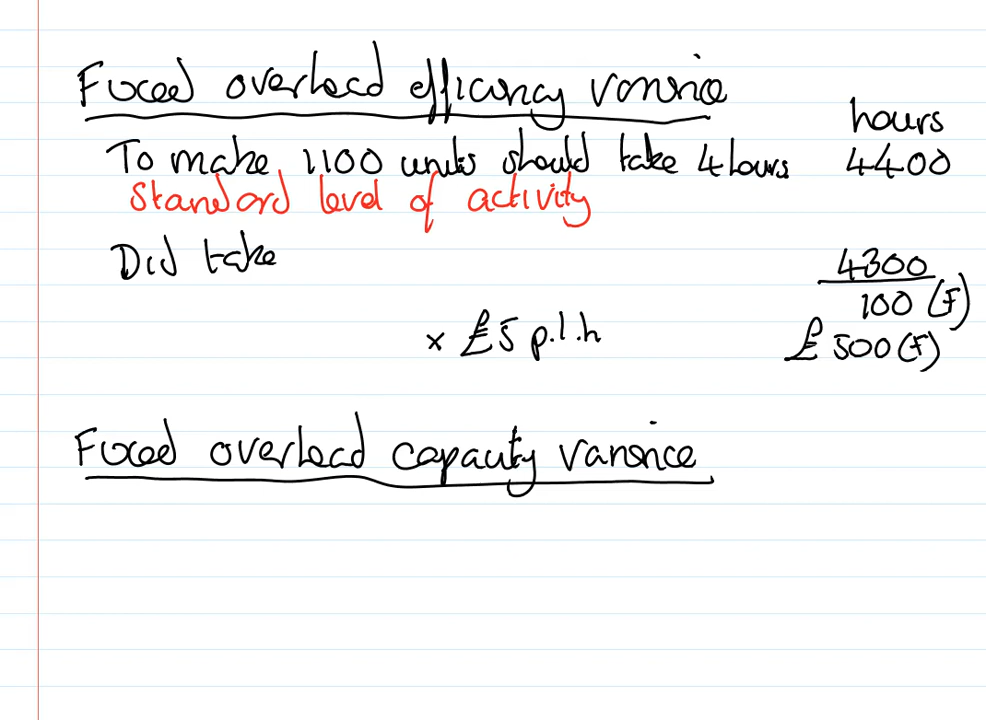 Fixed overhead efficiency variance
hours
To make 1100 units should take 4 hours 4400
Standard level of activity
Did take 4300
100 (F)
x £5 p.l.h £500 (F)
Fixed overhead capacity variance